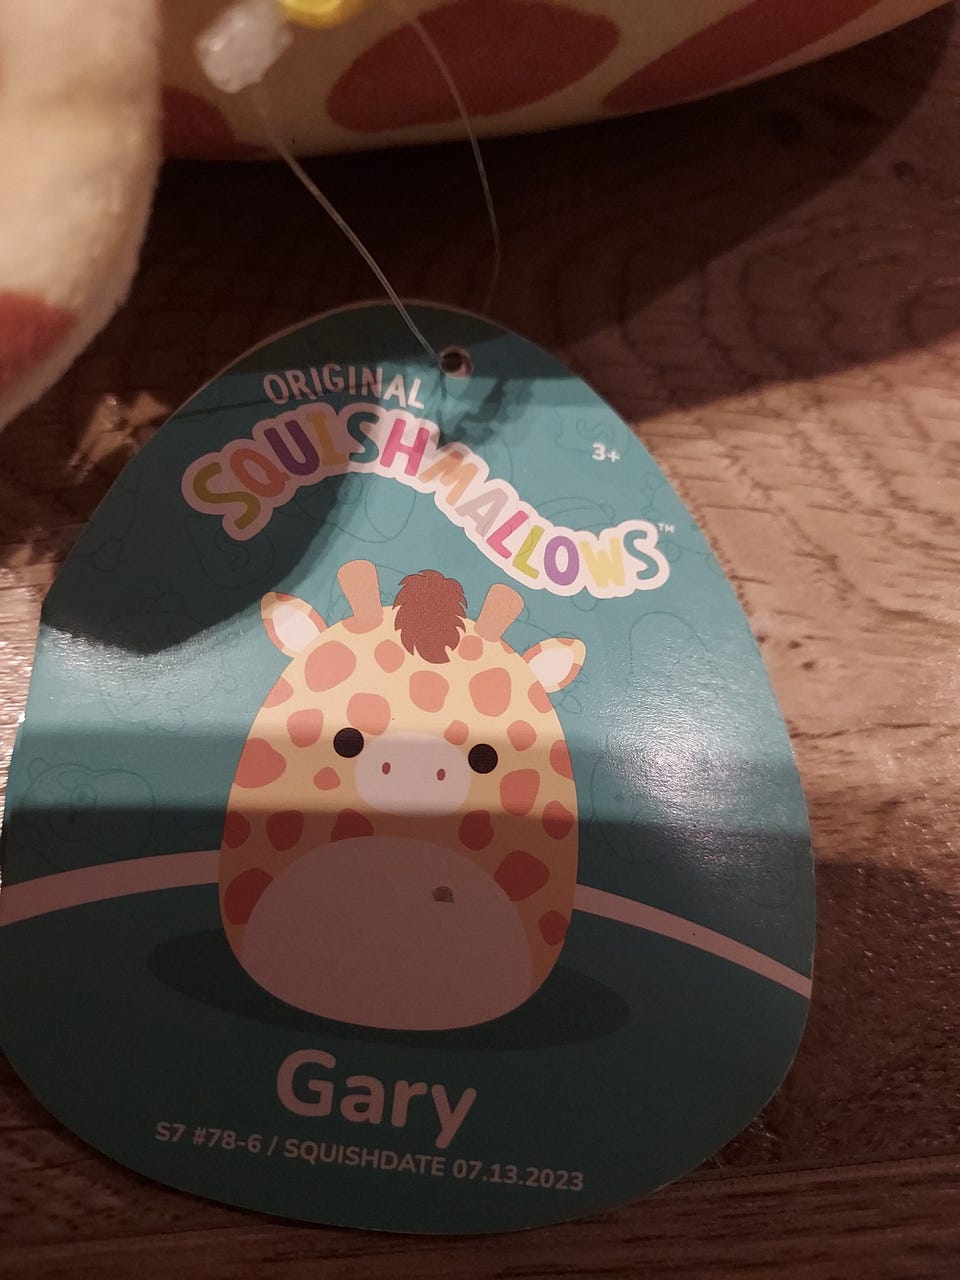 ORIGINAL
SQUISHMALLOWS™
3+
Gary
S7 #78-6 / SQUISHDATE 07.13.2023